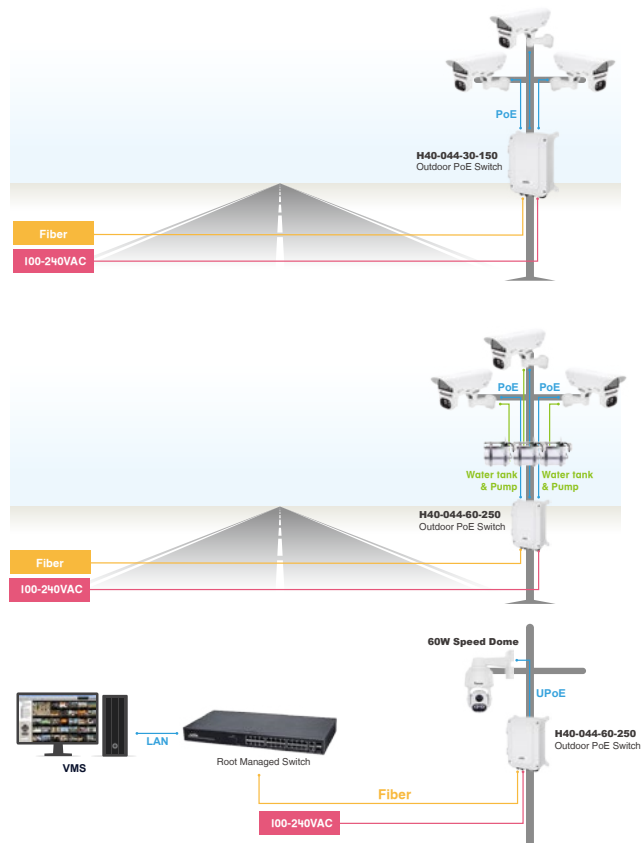 PoE
H40-044-30-150
Outdoor PoE Switch
Fiber
100-240VAC
PoE PoE
Water tank & Pump
Water tank & Pump
H40-044-60-250
Outdoor PoE Switch
Fiber
100-240VAC
60W Speed Dome
UPoE
H40-044-60-250
Outdoor PoE Switch
LAN
Root Managed Switch
VMS
Fiber
100-240VAC